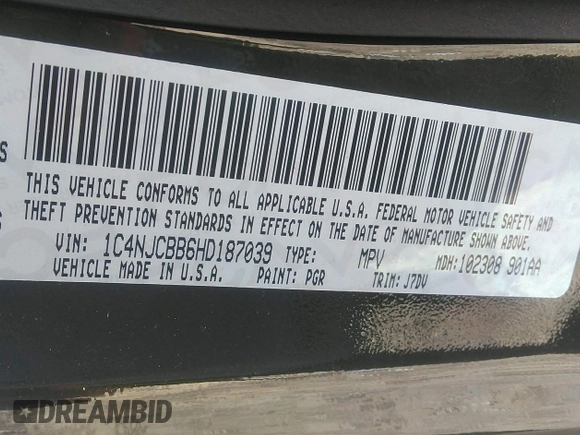 THIS VEHICLE CONFORMS TO ALL APPLICABLE U.S.A. FEDERAL MOTOR VEHICLE SAFETY AND
THEFT PREVENTION STANDARDS IN EFFECT ON THE DATE OF MANUFACTURE SHOWN ABOVE.
VIN: 1C4NJCBB6HD187039 TYPE: MPV MDH:102308 901AA
VEHICLE MADE IN U.S.A. PAINT: PGR TRIM: J7DV
DREAMBID